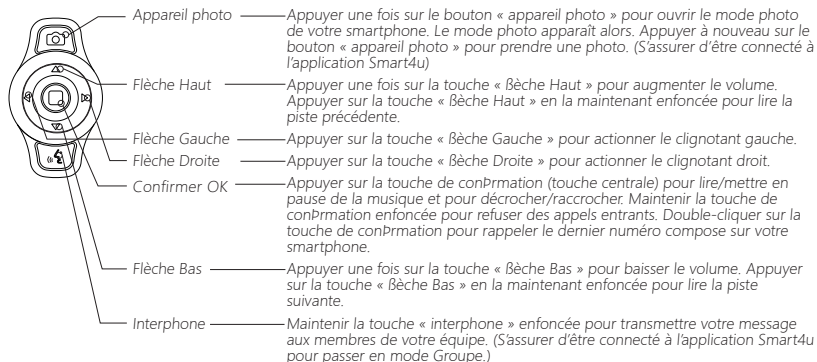 Appareil photo
Appuyer une fois sur le bouton « appareil photo » pour ouvrir le mode photo
de votre smartphone. Le mode photo apparaît alors. Appuyer à nouveau sur le
bouton « appareil photo » pour prendre une photo. (S'assurer d'être connecté à
l'application Smart4u)
Flèche Haut
Appuyer une fois sur la touche « ßèche Haut » pour augmenter le volume.
Appuyer sur la touche « ßèche Haut » en la maintenant enfoncée pour lire la
piste précédente.
Flèche Gauche
Appuyer sur la touche « ßèche Gauche » pour actionner le clignotant gauche.
Flèche Droite
Appuyer sur la touche « ßèche Droite » pour actionner le clignotant droit.
Confirmer OK
Appuyer sur la touche de conÞrmation (touche centrale) pour lire/mettre en
pause de la musique et pour décrocher/raccrocher. Maintenir la touche de
conÞrmation enfoncée pour refuser des appels entrants. Double-cliquer sur la
touche de conÞrmation pour rappeler le dernier numéro compose sur votre
smartphone.
Flèche Bas
Appuyer une fois sur la touche « ßèche Bas » pour baisser le volume. Appuyer
sur la touche « ßèche Bas » en la maintenant enfoncée pour lire la piste
suivante.
Interphone
Maintenir la touche « interphone » enfoncée pour transmettre votre message
aux membres de votre équipe. (S'assurer d'être connecté à l'application Smart4u
pour passer en mode Groupe.)